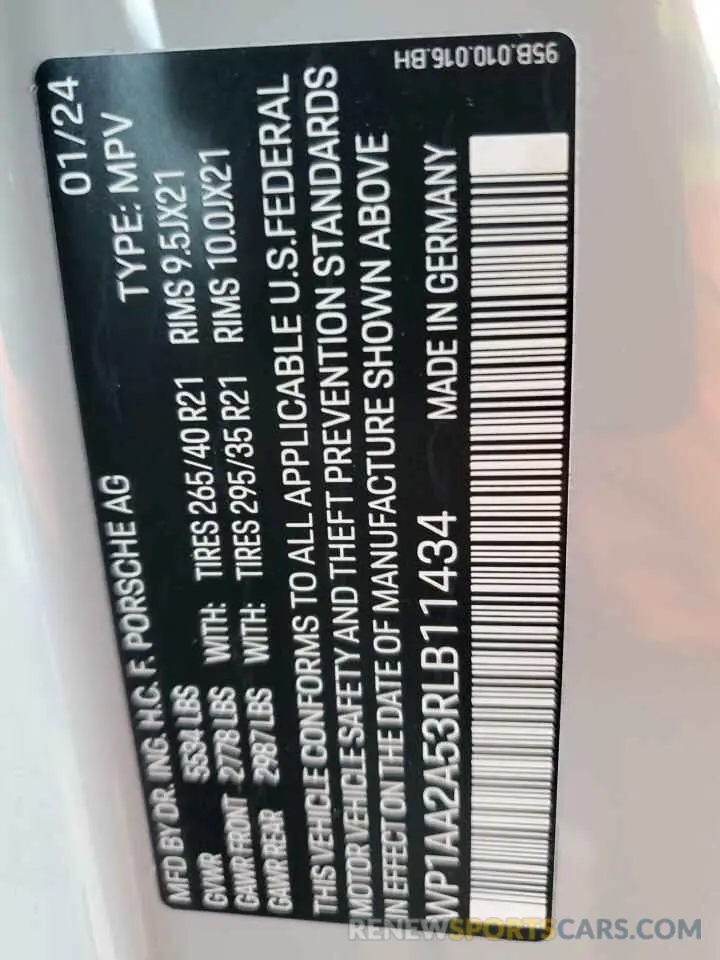 MFD BY DR. ING. H.C. F. PORSCHE AG 01/24
GVWR 5534 LBS TYPE: MPV
GAWR FRONT 2778 LBS WITH: TIRES 265/40 R21 RIMS 9.5JX21
GAWR REAR 2987 LBS WITH: TIRES 295/35 R21 RIMS 10.0JX21
THIS VEHICLE CONFORMS TO ALL APPLICABLE U.S. FEDERAL
MOTOR VEHICLE SAFETY AND THEFT PREVENTION STANDARDS
IN EFFECT ON THE DATE OF MANUFACTURE SHOWN ABOVE
WP1AA2A53RLB11434 MADE IN GERMANY
95B.010.016.BH
RENEWSPORTSCARS.COM